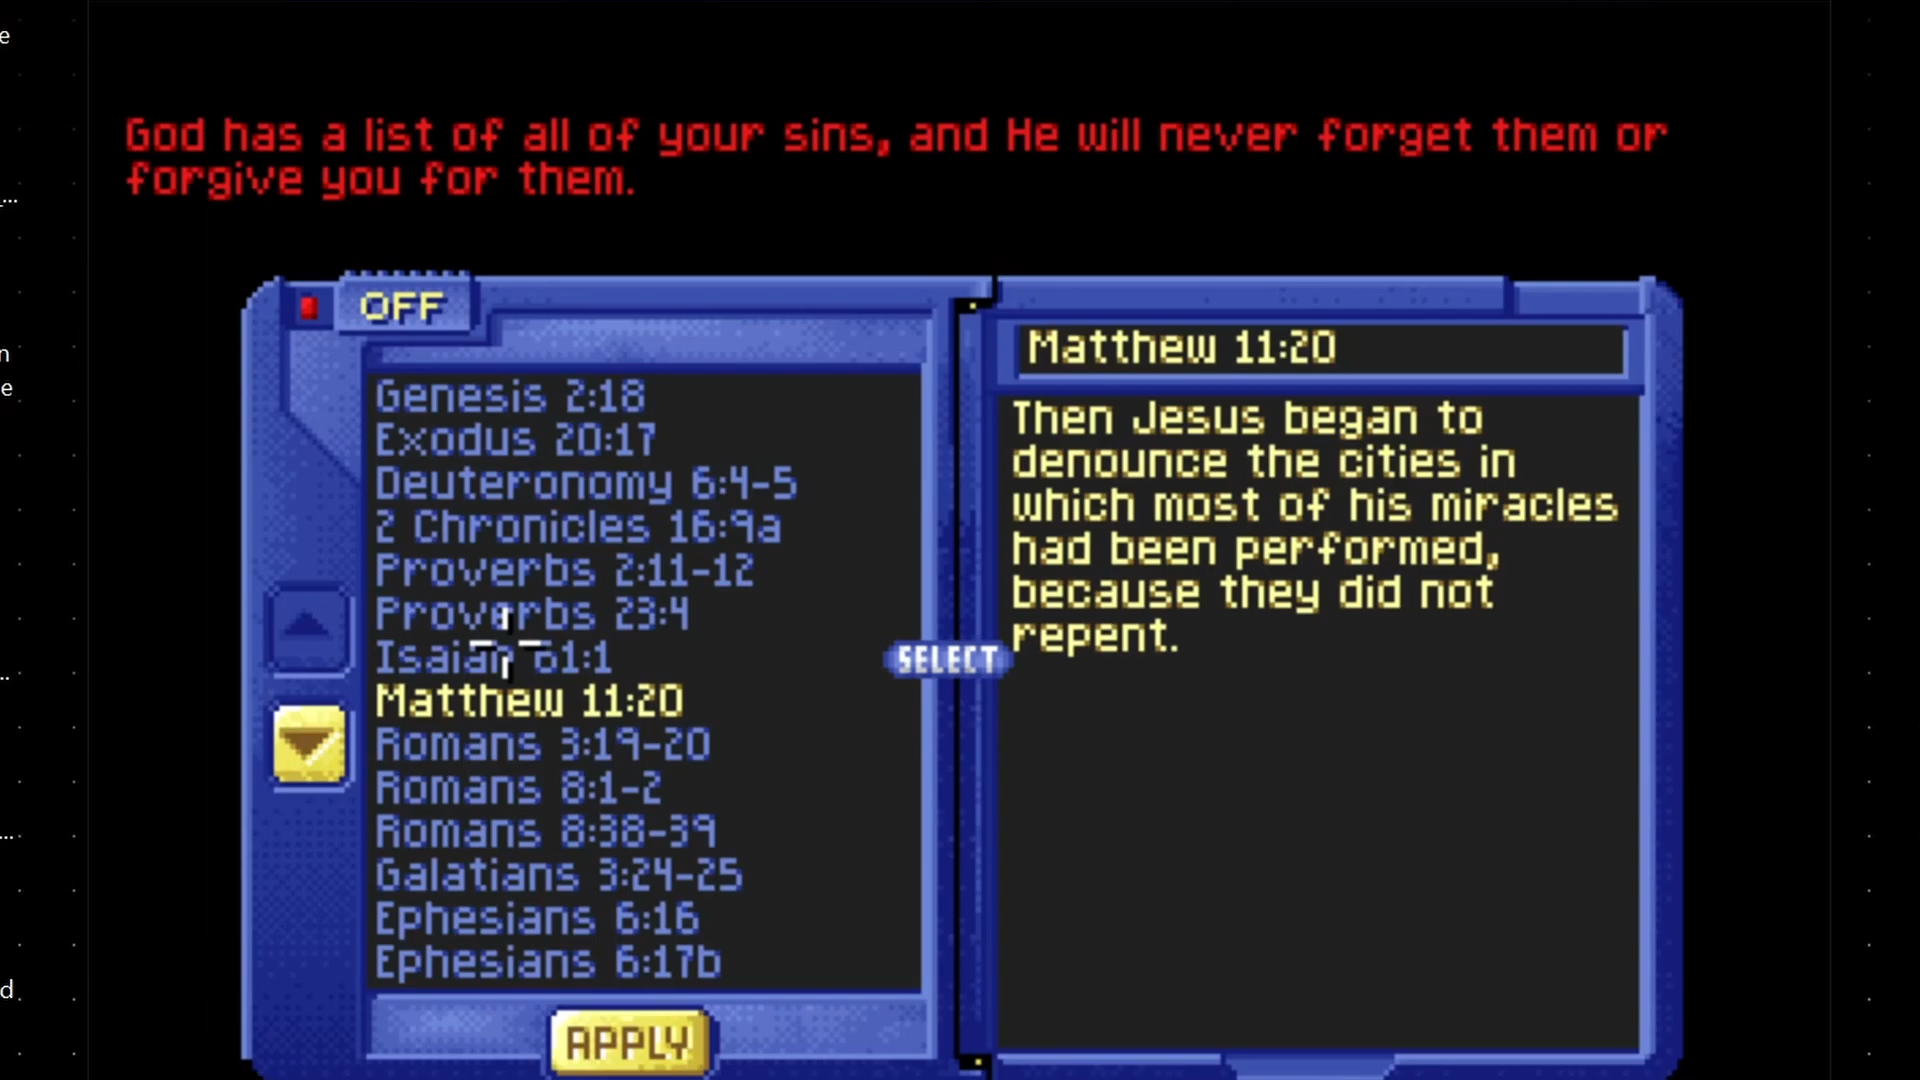 e
God has a list of all of your sins, and He will never forget them or
forgive you for them.
...
OFF
Matthew 11:20
n
e
Genesis 2:18
Exodus 20:17
Deuteronomy 6:4-5
2 Chronicles 16:9a
Proverbs 2:11-12
Proverbs 23:4
Isaiah 61:1
Matthew 11:20
Romans 3:19-20
Romans 8:1-2
Romans 8:38-39
Galatians 3:24-25
Ephesians 6:16
Ephesians 6:17b
SELECT
Then Jesus began to
denounce the cities in
which most of his miracles
had been performed,
because they did not
repent.
..
...
d
APPLY